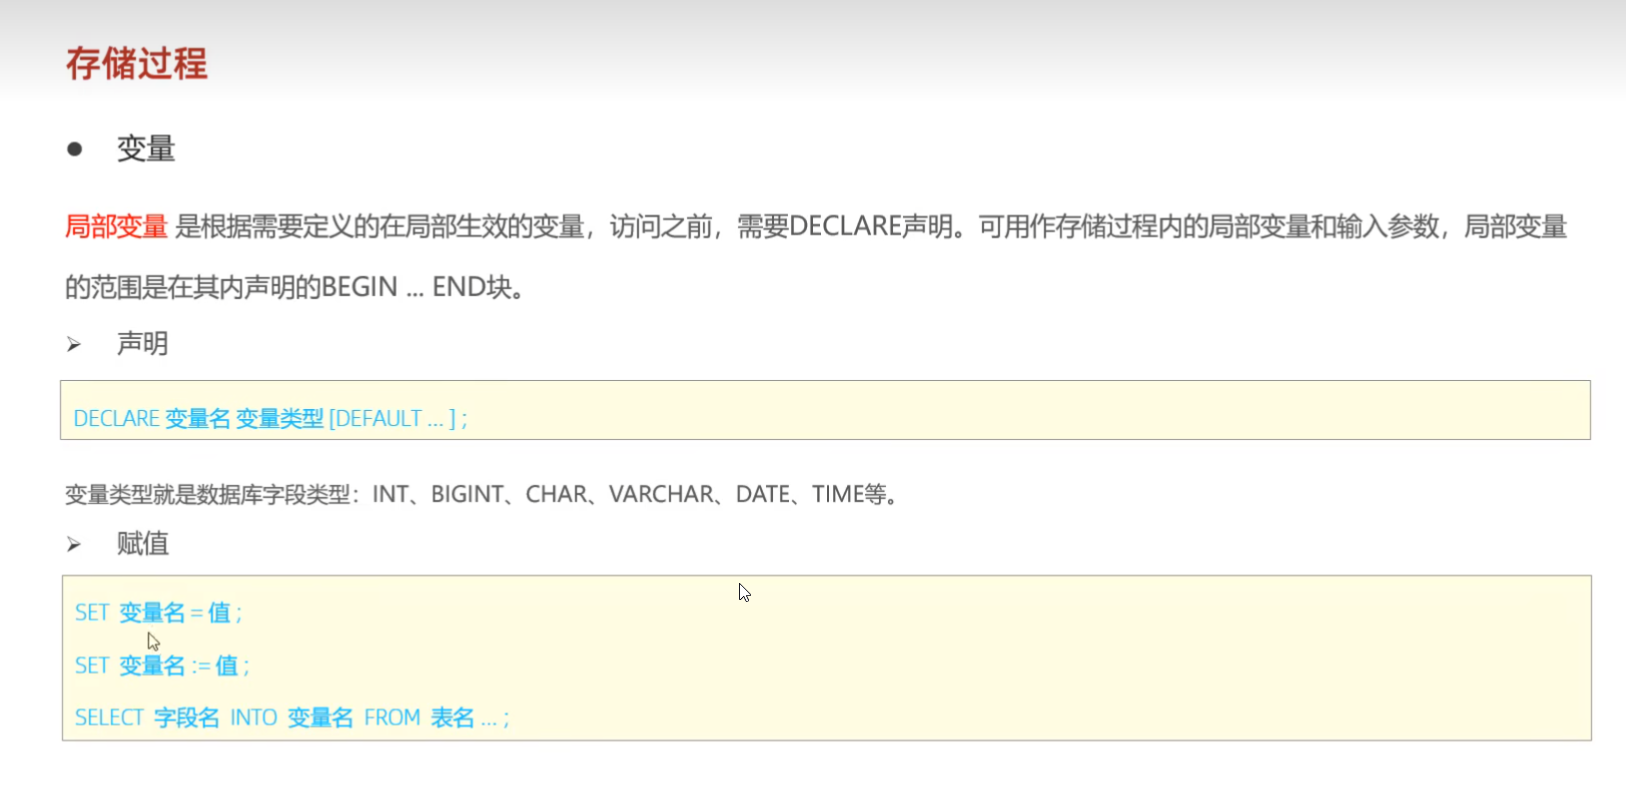 存储过程
● 变量
局部变量 是根据需要定义的在局部生效的变量，访问之前，需要DECLARE声明。可用作存储过程内的局部变量和输入参数，局部变量
的范围是在其内声明的BEGIN ... END块。
➢ 声明
DECLARE 变量名 变量类型 [DEFAULT ... ] ;
变量类型就是数据库字段类型：INT、BIGINT、CHAR、VARCHAR、DATE、TIME等。
➢ 赋值
SET 变量名 = 值 ;
SET 变量名 := 值 ;
SELECT 字段名 INTO 变量名 FROM 表名 ... ;